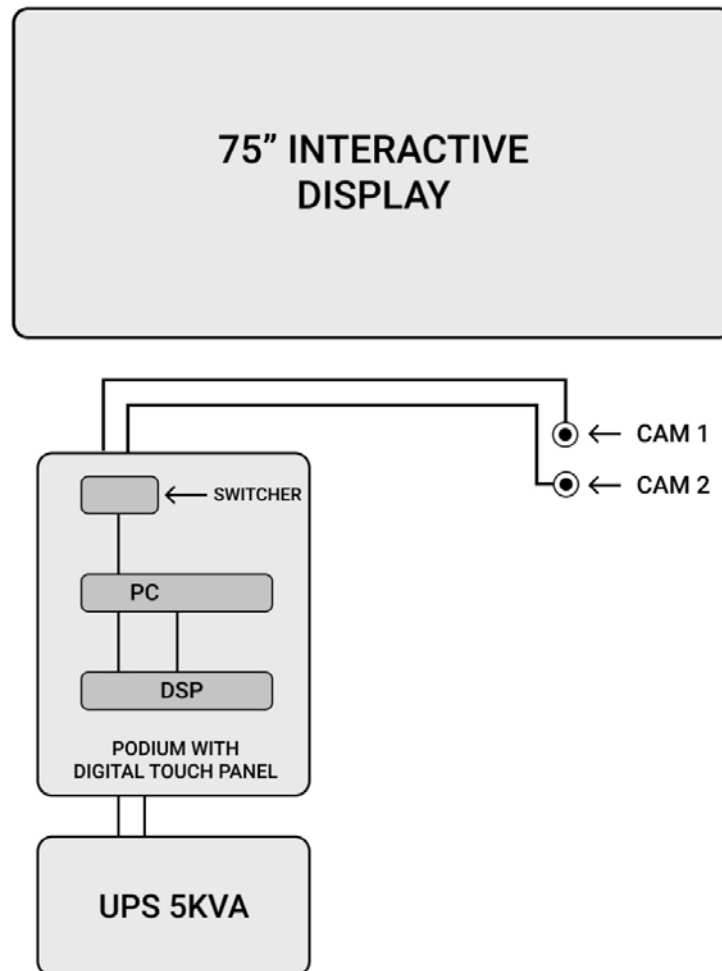 75” INTERACTIVE
DISPLAY
CAM 1
CAM 2
SWITCHER
PC
DSP
PODIUM WITH
DIGITAL TOUCH PANEL
UPS 5KVA